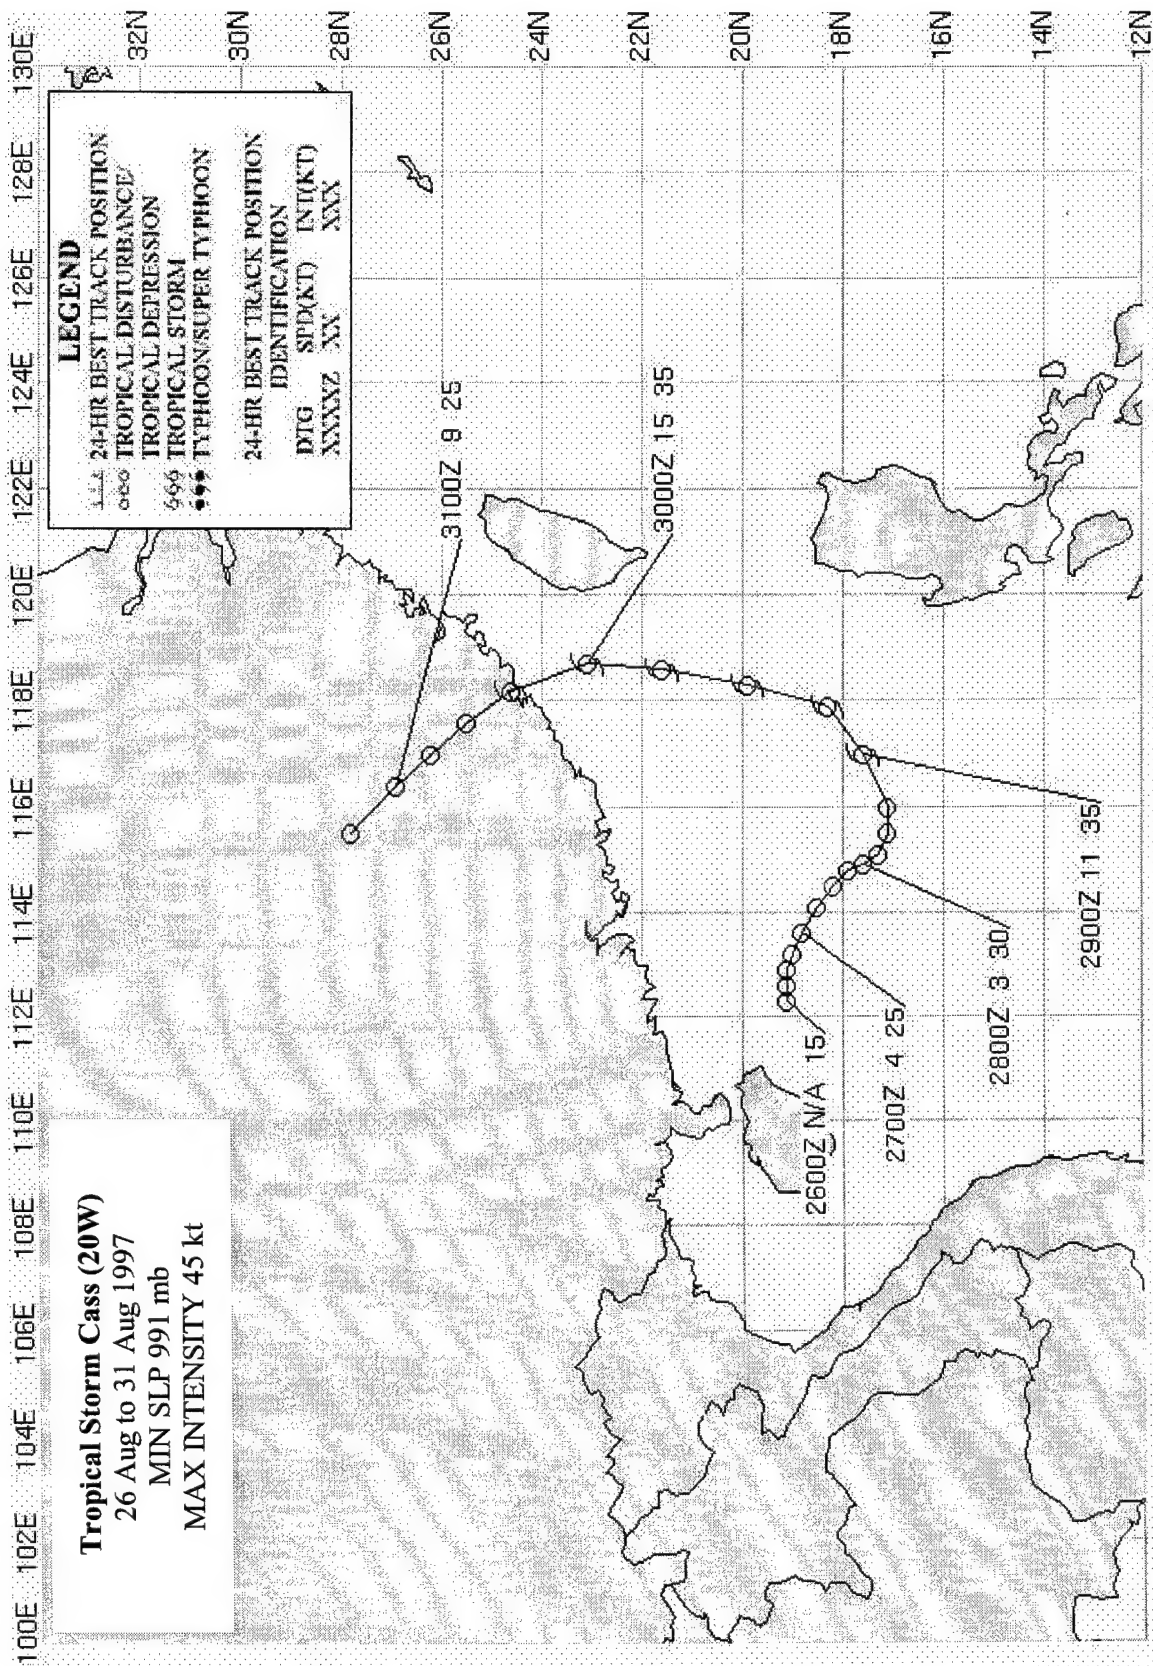 Tropical Storm Cass (20W)
26 Aug to 31 Aug 1997
MIN SLP 991 mb
MAX INTENSITY 45 kt
LEGEND
24-HR BEST TRACK POSITION
TROPICAL DISTURBANCE/
TROPICAL DEPRESSION
TROPICAL STORM
TYPHOON/SUPER TYPHOON
24-HR BEST TRACK POSITION
IDENTIFICATION
DTG SPD(KT) INT(KT)
XXXXZ XX XXX
100E 102E 104E 106E 108E 110E 112E 114E 116E 118E 120E 122E 124E 126E 128E 130E
32N
30N
28N
26N
24N
22N
20N
18N
16N
14N
12N
3100Z 9 25
3000Z 15 35
2600Z N/A 15
2700Z 4 25
2800Z 3 30
2900Z 11 35